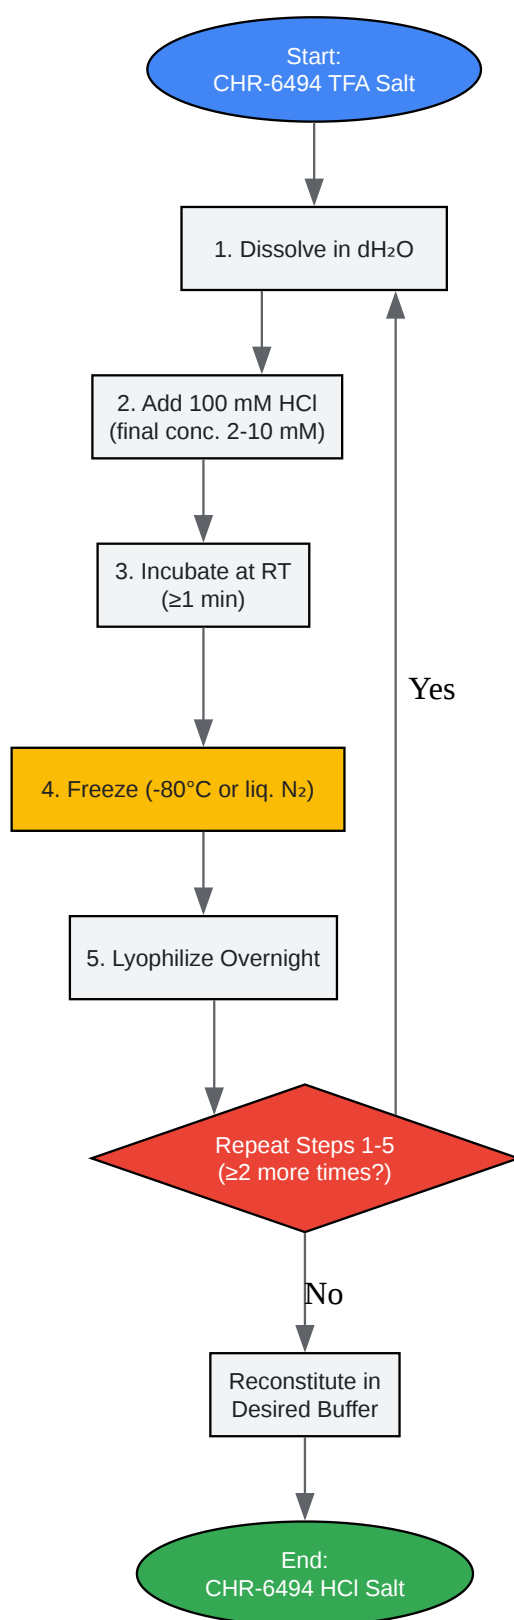 Start:
CHR-6494 TFA Salt
1. Dissolve in dH₂O
2. Add 100 mM HCl
(final conc. 2-10 mM)
3. Incubate at RT
(≥1 min)
Yes
4. Freeze (-80°C or liq. N₂)
5. Lyophilize Overnight
Repeat Steps 1-5
(≥2 more times?)
No
Reconstitute in
Desired Buffer
End:
CHR-6494 HCl Salt